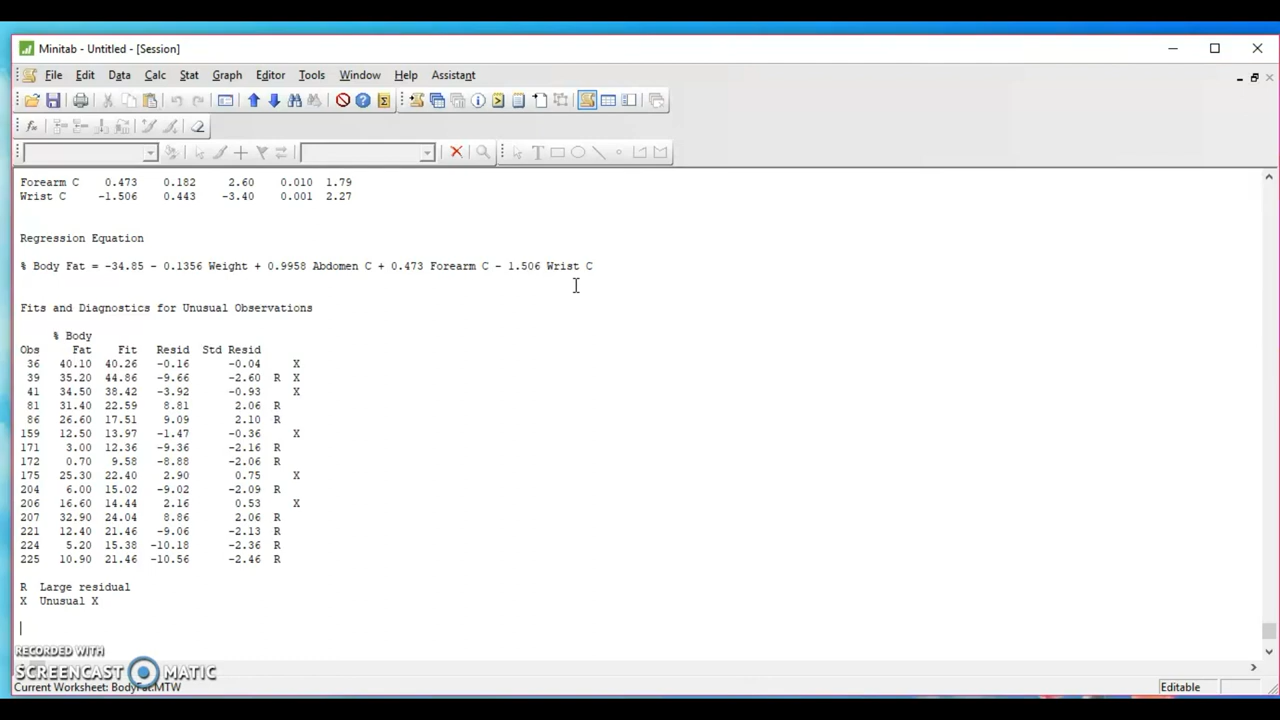 Minitab - Untitled - [Session]
File Edit Data Calc Stat Graph Editor Tools Window Help Assistant
Forearm C 0.473 0.182 2.60 0.010 1.79
Wrist C -1.506 0.443 -3.40 0.001 2.27
Regression Equation
% Body Fat = -34.85 - 0.1356 Weight + 0.9958 Abdomen C + 0.473 Forearm C - 1.506 Wrist C
Fits and Diagnostics for Unusual Observations
% Body
Obs Fat Fit Resid Std Resid
36 40.10 40.26 -0.16 -0.04 X
39 35.20 44.86 -9.66 -2.60 R X
41 34.50 38.42 -3.92 -0.93 X
81 31.40 22.59 8.81 2.06 R
86 26.60 17.51 9.09 2.10 R
159 12.50 13.97 -1.47 -0.36 X
171 3.00 12.36 -9.36 -2.16 R
172 0.70 9.58 -8.88 -2.06 R
175 25.30 22.40 2.90 0.75 X
204 6.00 15.02 -9.02 -2.09 R
206 16.60 14.44 2.16 0.53 X
207 32.90 24.04 8.86 2.06 R
221 12.40 21.46 -9.06 -2.13 R
224 5.20 15.38 -10.18 -2.36 R
225 10.90 21.46 -10.56 -2.46 R
R Large residual
X Unusual X
RECORDED WITH
SCREENCAST MATIC
Current Worksheet: BodyFat.MTW Editable